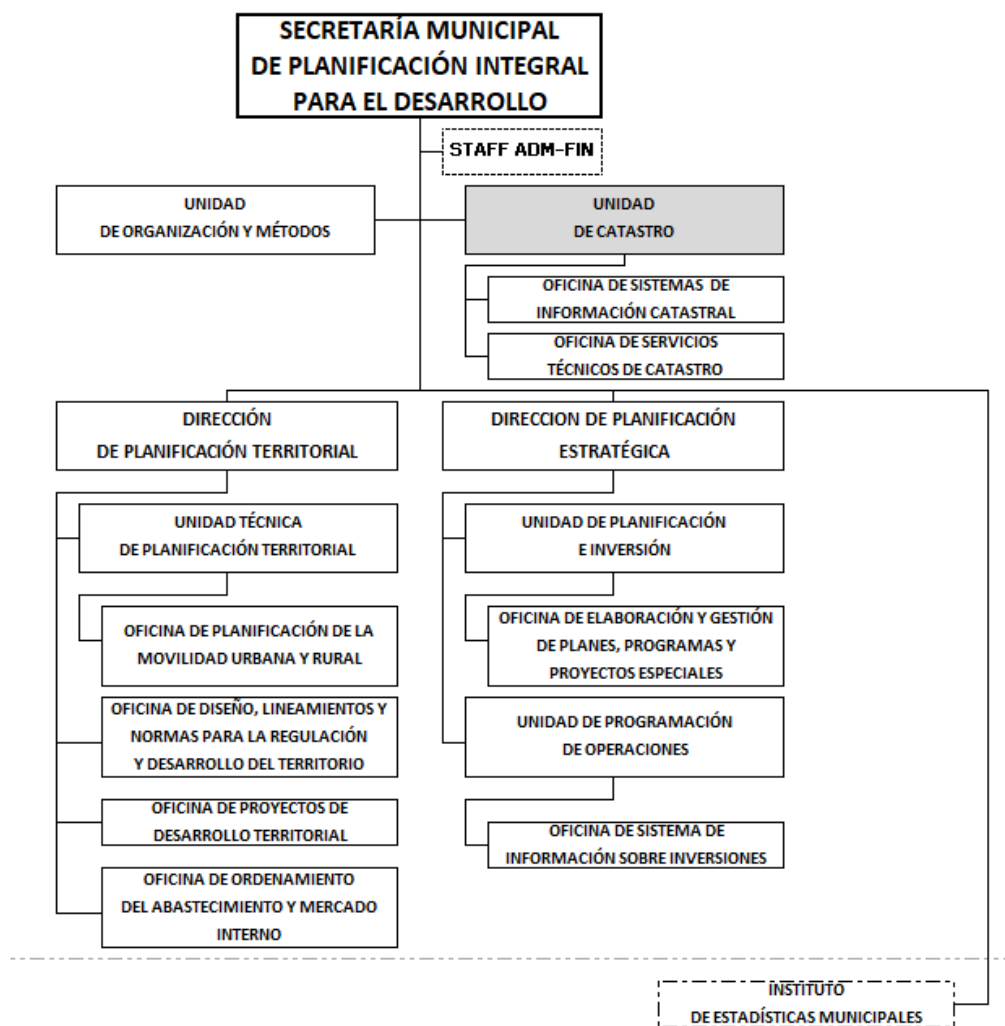 SECRETARÍA MUNICIPAL
DE PLANIFICACIÓN INTEGRAL
PARA EL DESARROLLO
STAFF ADM-FIN
UNIDAD
DE ORGANIZACIÓN Y MÉTODOS
UNIDAD
DE CATASTRO
OFICINA DE SISTEMAS DE
INFORMACIÓN CATASTRAL
OFICINA DE SERVICIOS
TÉCNICOS DE CATASTRO
DIRECCIÓN
DE PLANIFICACIÓN TERRITORIAL
UNIDAD TÉCNICA
DE PLANIFICACIÓN TERRITORIAL
OFICINA DE PLANIFICACIÓN DE LA
MOVILIDAD URBANA Y RURAL
OFICINA DE DISEÑO, LINEAMIENTOS Y
NORMAS PARA LA REGULACIÓN
Y DESARROLLO DEL TERRITORIO
OFICINA DE PROYECTOS DE
DESARROLLO TERRITORIAL
OFICINA DE ORDENAMIENTO
DEL ABASTECIMIENTO Y MERCADO
INTERNO
DIRECCION DE PLANIFICACIÓN
ESTRATÉGICA
UNIDAD DE PLANIFICACIÓN
E INVERSIÓN
OFICINA DE ELABORACIÓN Y GESTIÓN
DE PLANES, PROGRAMAS Y
PROYECTOS ESPECIALES
UNIDAD DE PROGRAMACIÓN
DE OPERACIONES
OFICINA DE SISTEMA DE
INFORMACIÓN SOBRE INVERSIONES
INSTITUTO
DE ESTADÍSTICAS MUNICIPALES